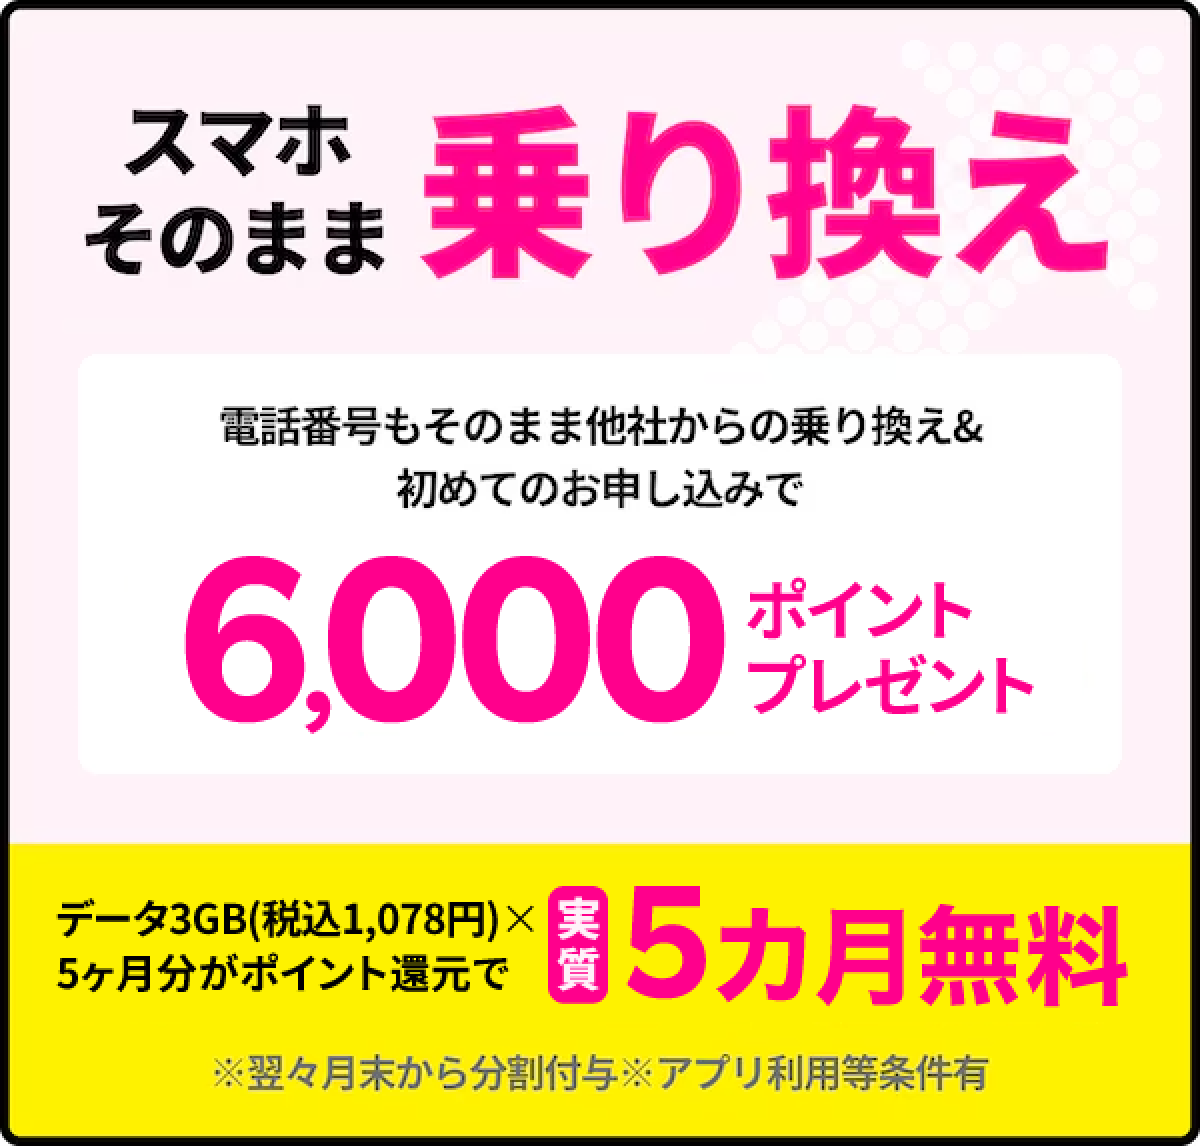 スマホ
そのまま
乗り換え
電話番号もそのまま他社からの乗り換え&
初めてのお申し込みで
6,000
ポイント
プレゼント
データ3GB(税込1,078円)×
5ヶ月分がポイント還元で
実質
5カ月無料
※翌々月末から分割付与※アプリ利用等条件有